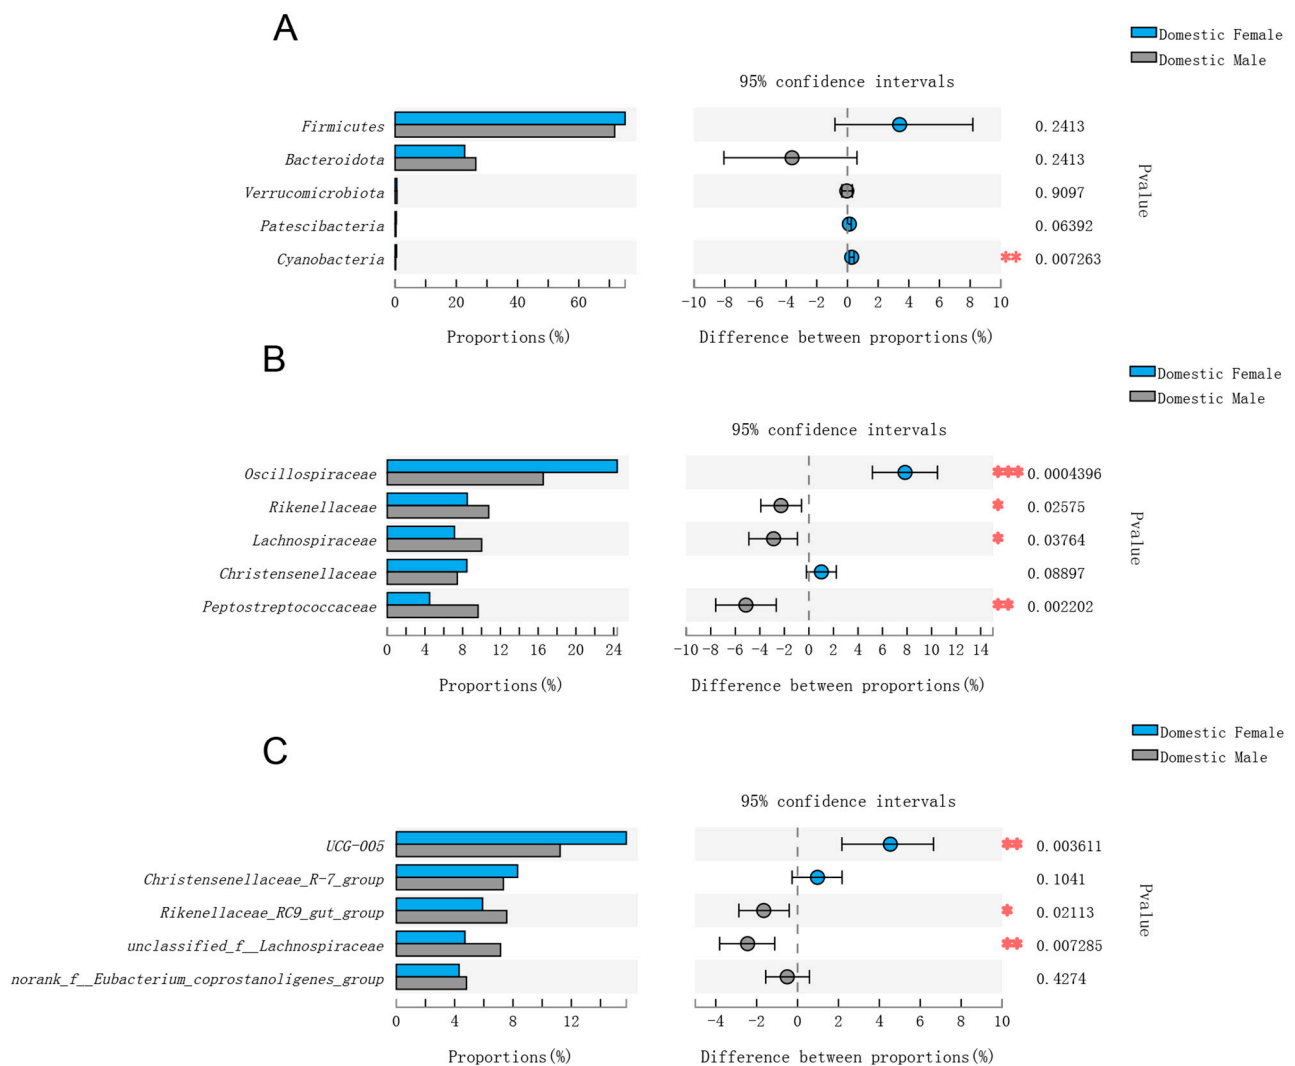 A
Domestic Female
Domestic Male
95% confidence intervals
Firmicutes
0.2413
Bacteroidota
0.2413
Verrucomicrobiota
0.9097
Patescibacteria
0.06392
Cyanobacteria
** 0.007263
Pvalue
0 20 40 60
-10 -8 -6 -4 -2 0 2 4 6 8 10
Proportions(%)
Difference between proportions(%)
B
Domestic Female
Domestic Male
95% confidence intervals
Oscillospiraceae
*** 0.0004396
Rikenellaceae
* 0.02575
Lachnospiraceae
* 0.03764
Christensenellaceae
0.08897
Peptostreptococcaceae
** 0.002202
Pvalue
0 4 8 12 16 20 24
-10 -8 -6 -4 -2 0 2 4 6 8 10 12 14
Proportions(%)
Difference between proportions(%)
C
Domestic Female
Domestic Male
95% confidence intervals
UCG-005
** 0.003611
Christensenellaceae_R-7_group
0.1041
Rikenellaceae_RC9_gut_group
* 0.02113
unclassified_f__Lachnospiraceae
** 0.007285
norank_f__Eubacterium_coprostanoligenes_group
0.4274
Pvalue
0 4 8 12
-4 -2 0 2 4 6 8 10
Proportions(%)
Difference between proportions(%)